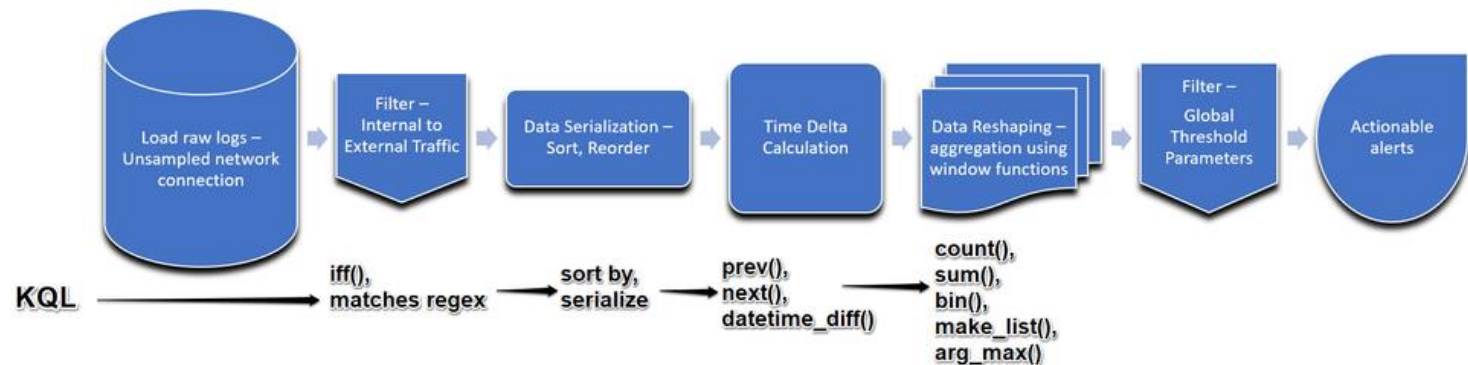 Load raw logs –
Unsampled network
connection
Filter –
Internal to
External Traffic
Data Serialization –
Sort, Reorder
Time Delta
Calculation
Data Reshaping –
aggregation using
window functions
Filter –
Global
Threshold
Parameters
Actionable
alerts
KQL
iff(),
matches regex
sort by,
serialize
prev(),
next(),
datetime_diff()
count(),
sum(),
bin(),
make_list(),
arg_max()